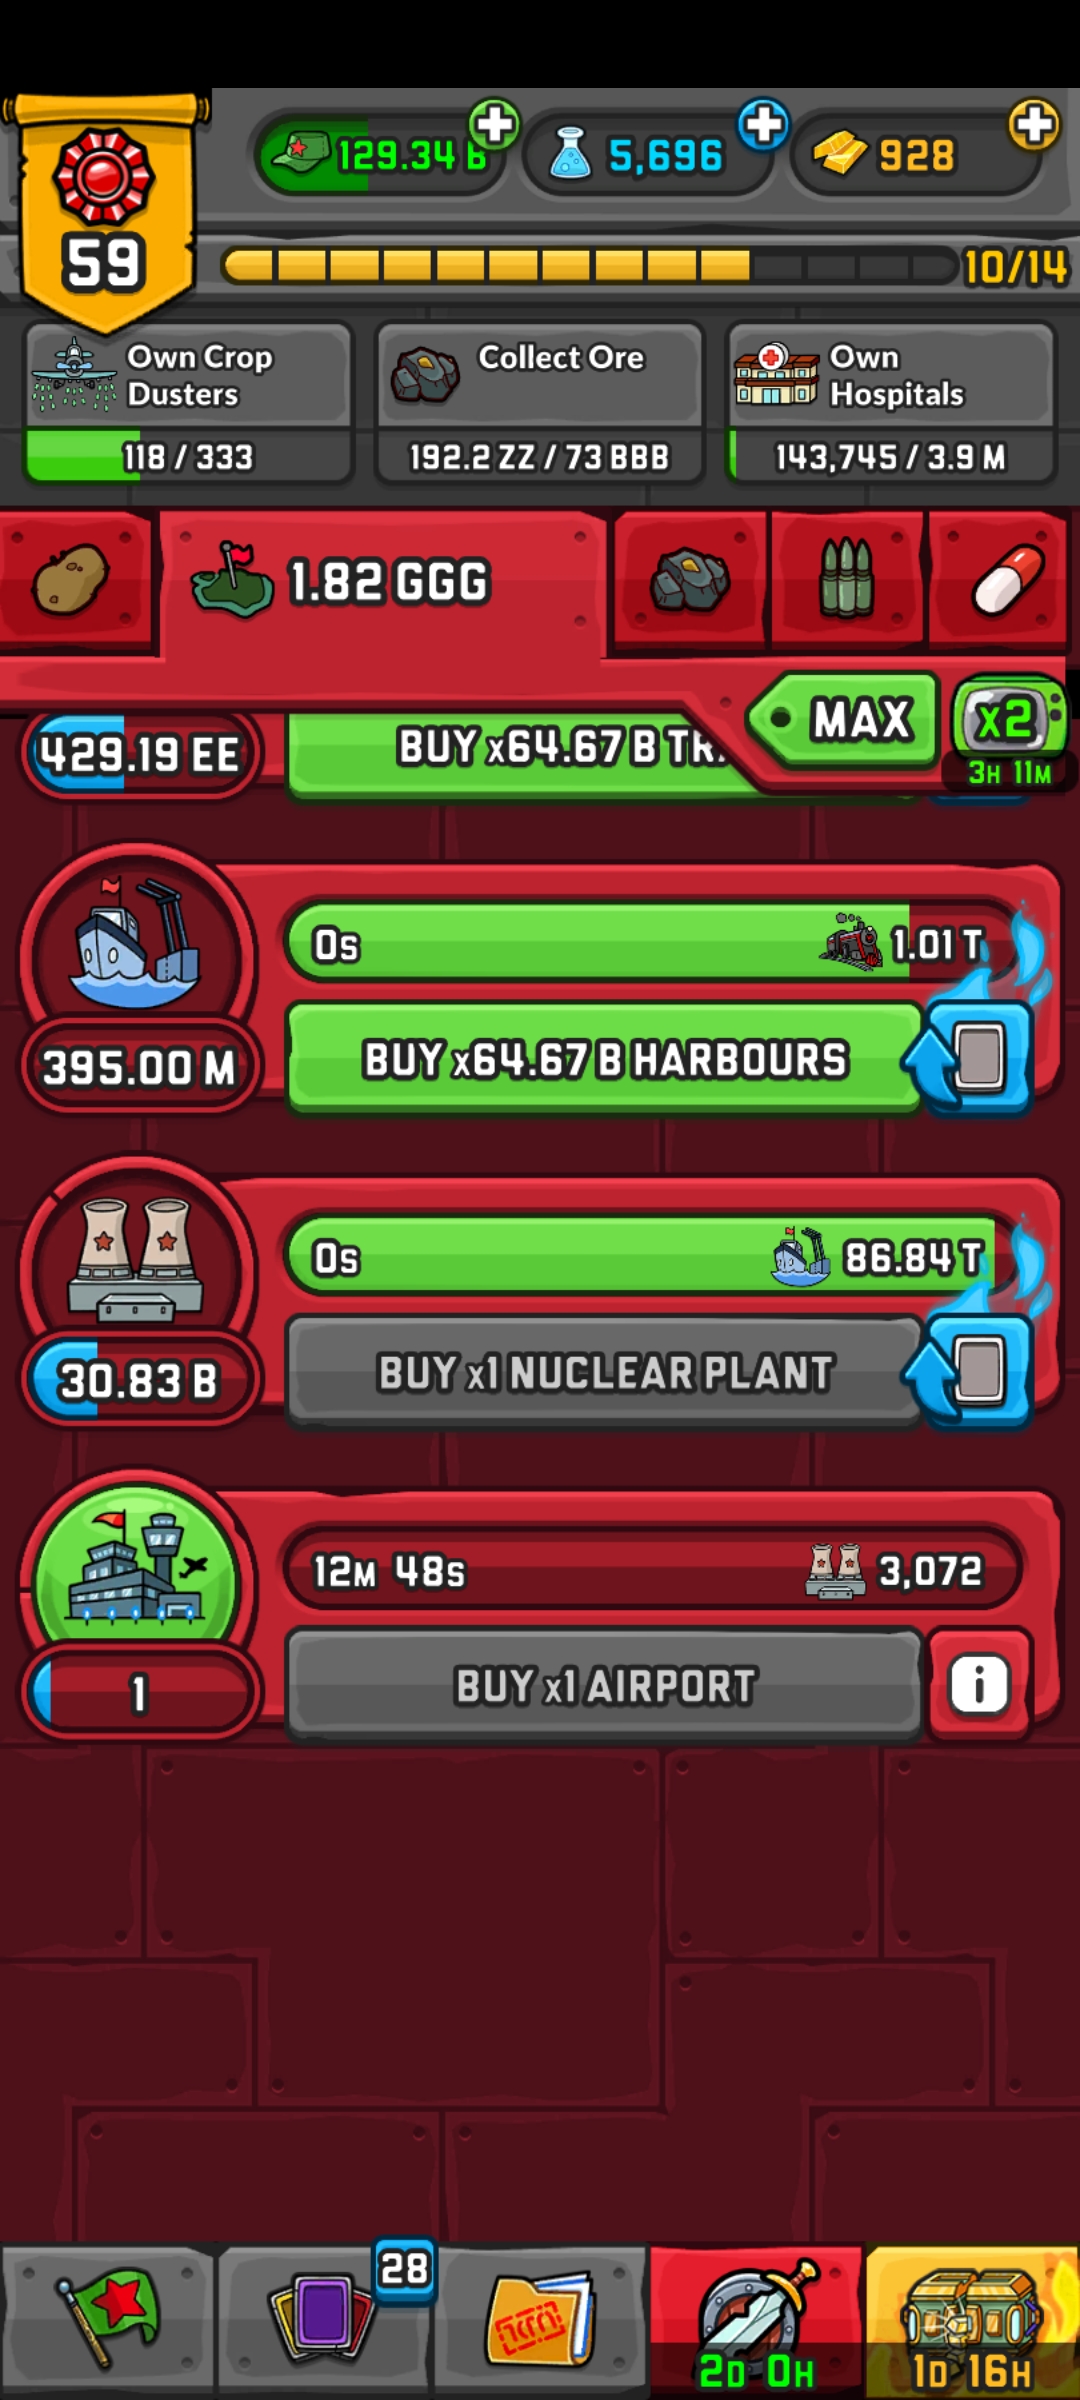 129.34 B
5,696
928
59
10/14
Own Crop
Dusters
118 / 333
Collect Ore
192.2 ZZ / 73 BBB
Own
Hospitals
143,745 / 3.9 M
1.82 GGG
MAX
x2
3H 11M
429.19 EE
BUY x64.67 B
0s
1.01 T
395.00 M
BUY x64.67 B HARBOURS
0s
86.84 T
30.83 B
BUY x1 NUCLEAR PLANT
12M 48s
3,072
1
BUY x1 AIRPORT
i
28
2D 0H
1D 16H